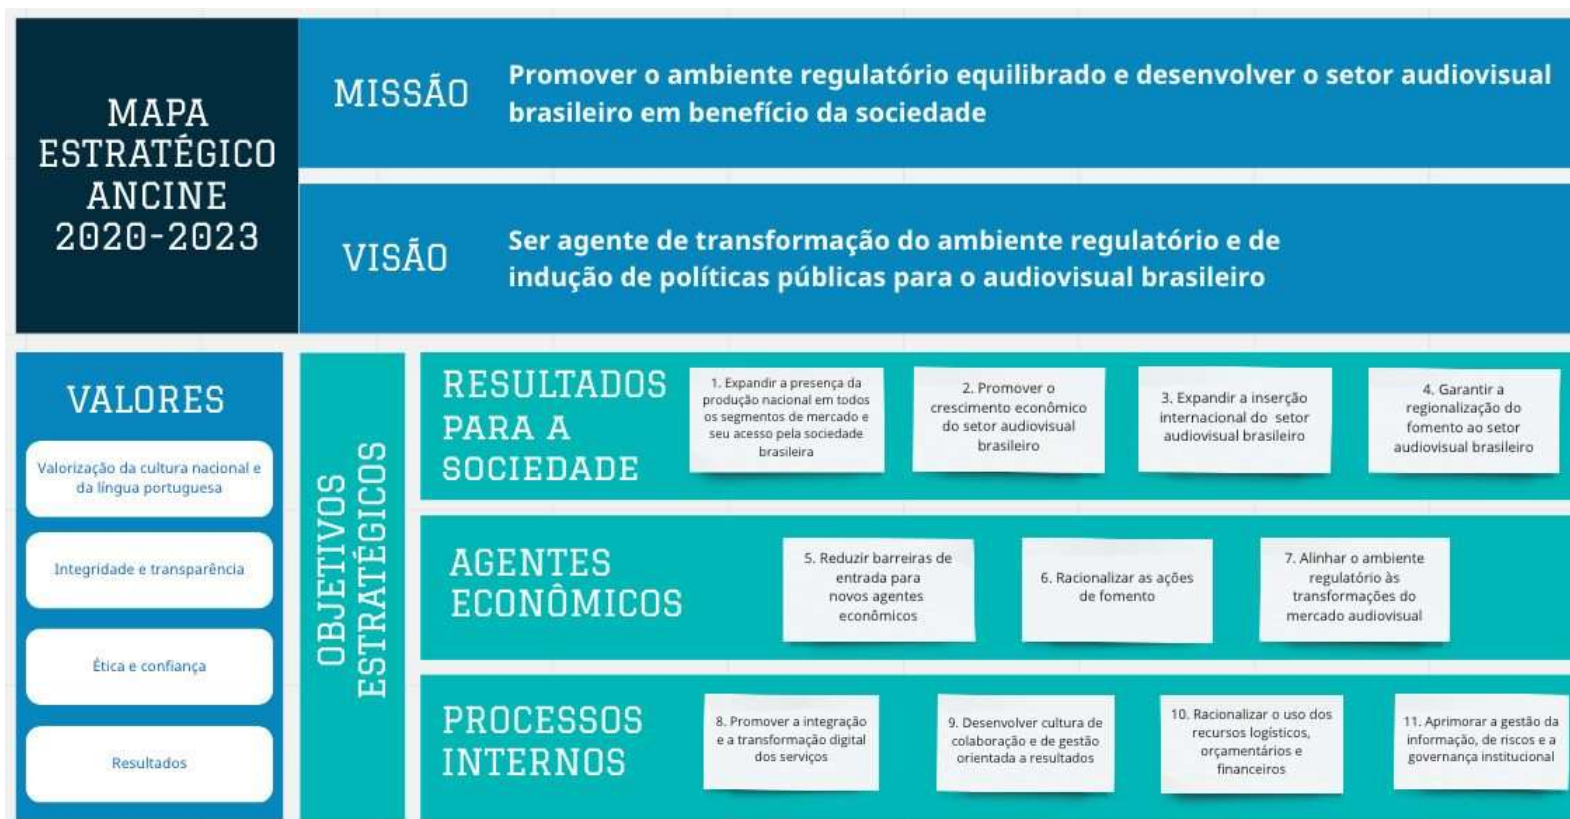 MAPA
ESTRATÉGICO
ANCINE
2020-2023
MISSÃO
Promover o ambiente regulatório equilibrado e desenvolver o setor audiovisual
brasileiro em benefício da sociedade
VISÃO
Ser agente de transformação do ambiente regulatório e de
indução de políticas públicas para o audiovisual brasileiro
VALORES
Valorização da cultura nacional e
da língua portuguesa
Integridade e transparência
Ética e confiança
Resultados
OBJETIVOS
ESTRATÉGICOS
RESULTADOS
PARA A
SOCIEDADE
1. Expandir a presença da
produção nacional em todos
os segmentos de mercado e
seu acesso pela sociedade
brasileira
2. Promover o
crescimento econômico
do setor audiovisual
brasileiro
3. Expandir a inserção
internacional do setor
audiovisual brasileiro
4. Garantir a
regionalização do
fomento ao setor
audiovisual brasileiro
AGENTES
ECONÔMICOS
5. Reduzir barreiras de
entrada para
novos agentes
econômicos
6. Racionalizar as ações
de fomento
7. Alinhar o ambiente
regulatório às
transformações do
mercado audiovisual
PROCESSOS
INTERNOS
8. Promover a integração
e a transformação digital
dos serviços
9. Desenvolver cultura de
colaboração e de gestão
orientada a resultados
10. Racionalizar o uso dos
recursos logísticos,
orçamentários e
financeiros
11. Aprimorar a gestão da
informação, de riscos e a
governança institucional